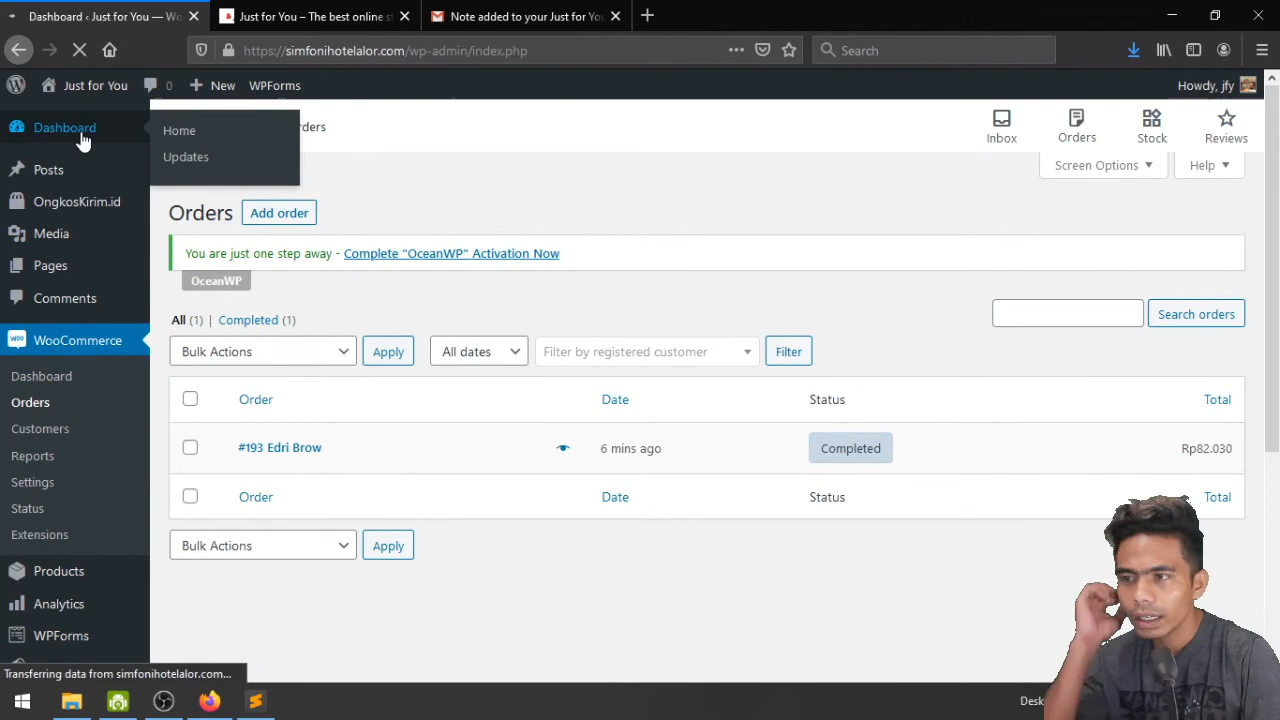 Dashboard ‹ Just for You — Wo
Just for You – The best online st
Note added to your Just for Yo
https://simfonihotelalor.com/wp-admin/index.php
Search
Just for You
0
New
WPForms
Howdy, jfy
Dashboard
Home
Updates
rders
Inbox
Orders
Stock
Reviews
Screen Options
Help
Posts
OngkosKirim.id
Media
Pages
Comments
WooCommerce
Dashboard
Orders
Customers
Reports
Settings
Status
Extensions
Products
Analytics
WPForms
Orders
Add order
You are just one step away - Complete "OceanWP" Activation Now
OceanWP
All (1) | Completed (1)
Search orders
Bulk Actions
Apply
All dates
Filter by registered customer
Filter
Order
Date
Status
Total
#193 Edri Brow
6 mins ago
Completed
Rp82.030
Order
Date
Status
Total
Bulk Actions
Apply
Transferring data from simfonihotelalor.com...
Desk